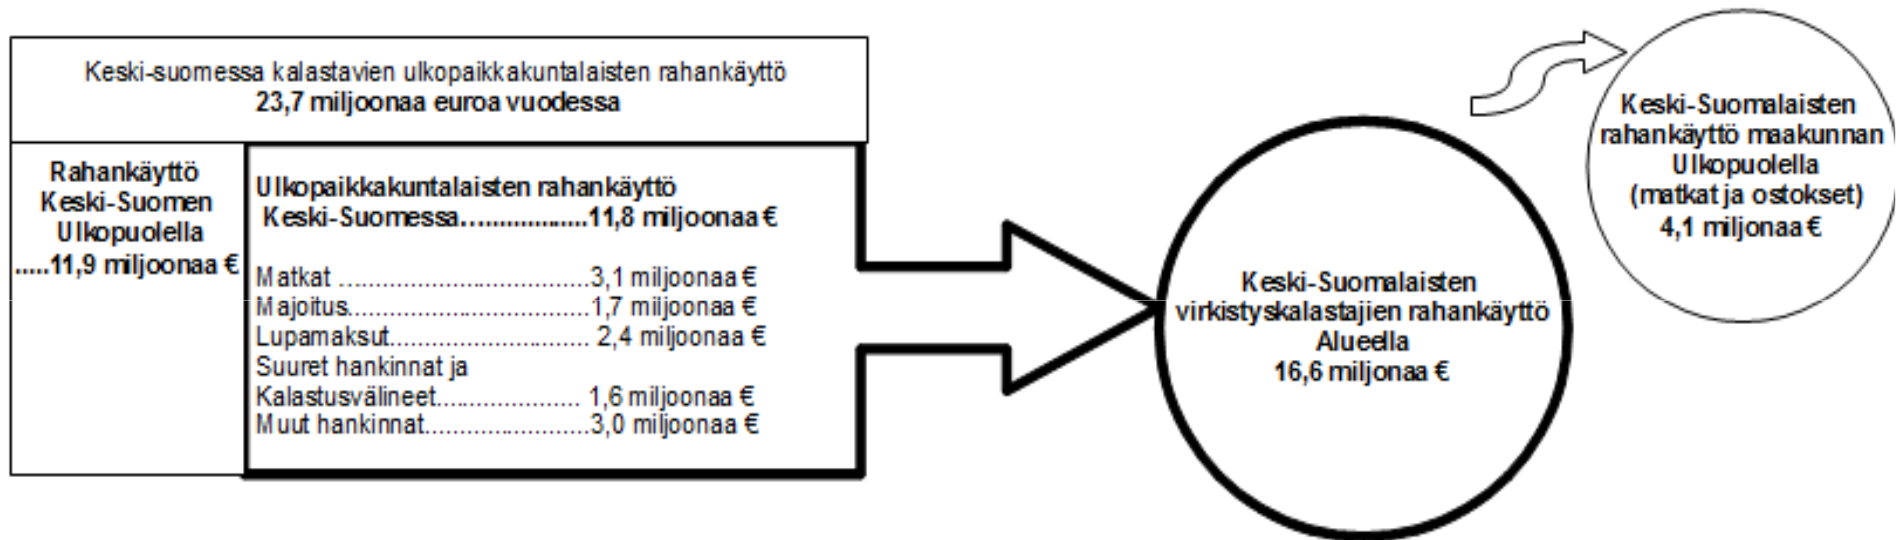 Keski-suomessa kalastavien ulkopaikkakuntalaisten rahankäyttö
23,7 miljoonaa euroa vuodessa
Rahankäyttö
Keski-Suomen
Ulkopuolella
.....11,9 miljoonaa €
Ulkopaikkakuntalaisten rahankäyttö
Keski-Suomessa....................11,8 miljoonaa €
Matkat .....................................3,1 miljoonaa €
Majoitus....................................1,7 miljoonaa €
Lupamaksut.............................. 2,4 miljoonaa €
Suuret hankinnat ja
Kalastusvälineet..................... 1,6 miljoonaa €
Muut hankinnat.........................3,0 miljoonaa €
Keski-Suomalaisten
virkistyskalastajien rahankäyttö
Alueella
16,6 miljonaa €
Keski-Suomalaisten
rahankäyttö maakunnan
Ulkopuolella
(matkat ja ostokset)
4,1 miljonaa €